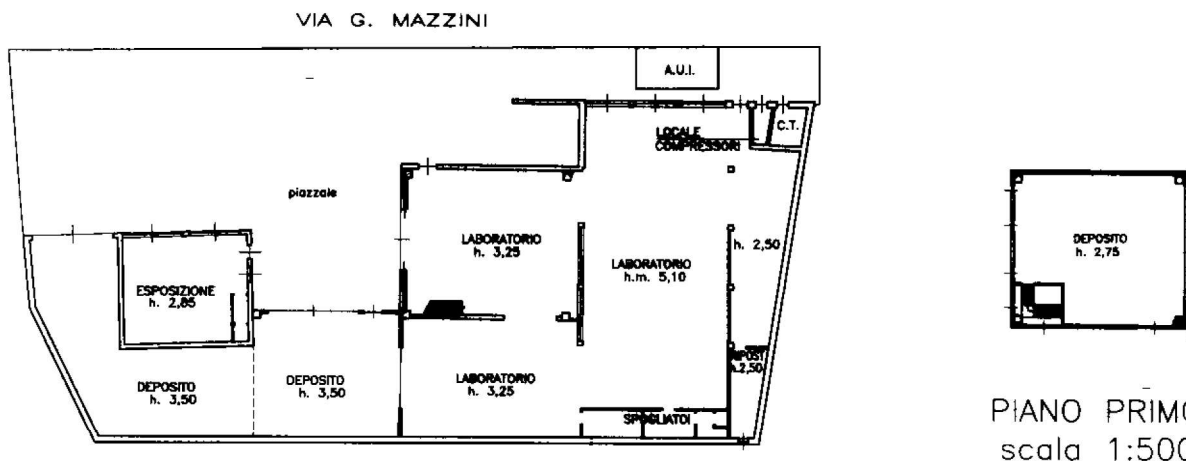 VIA G. MAZZINI
A.U.I.
LOCALE
COMPRESSORI
C.T.
piazzale
LABORATORIO
h. 3,25
LABORATORIO
h.m. 5,10
h. 2,50
ESPOSIZIONE
h. 2,85
DEPOSITO
h. 3,50
DEPOSITO
h. 3,50
LABORATORIO
h. 3,25
RIPOST
h.2,50
SPOGLIATOI
DEPOSITO
h. 2,75
PIANO PRIMO
scala 1:500